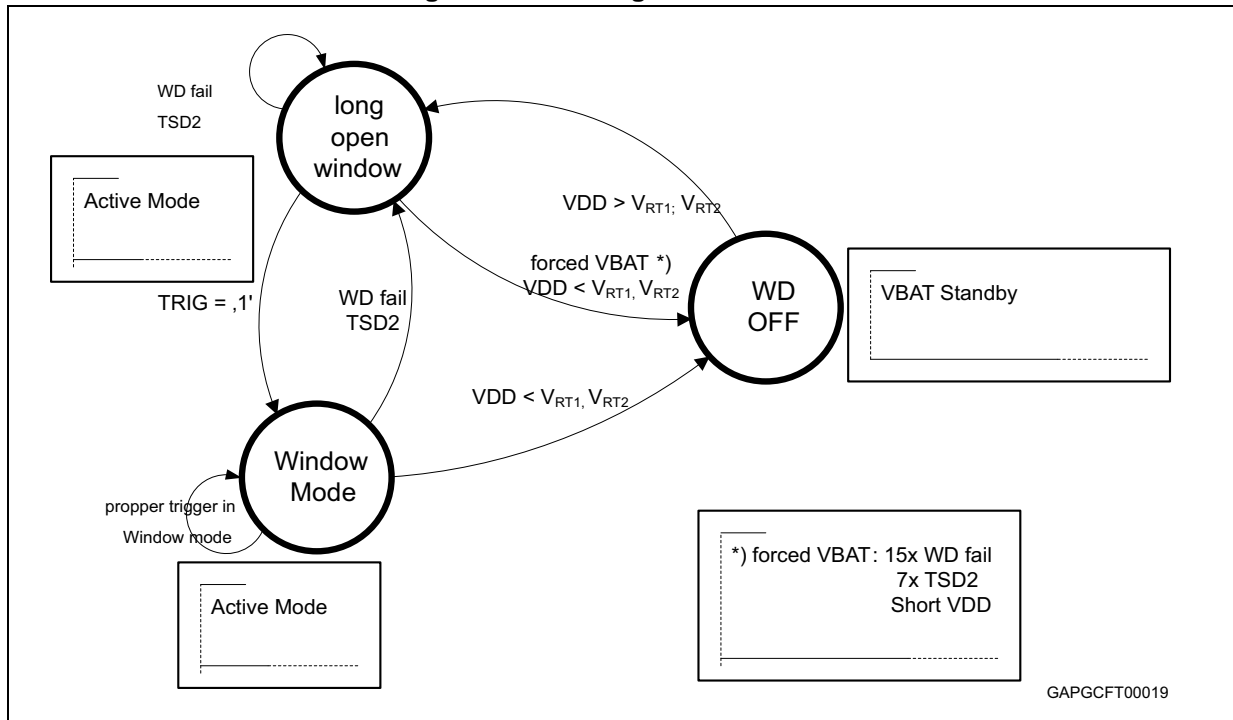 WD fail
TSD2
long
open
window
Active Mode
VDD > VRT1; VRT2
forced VBAT *)
VDD < VRT1, VRT2
WD
OFF
VBAT Standby
TRIG = ‚1'
WD fail
TSD2
VDD < VRT1, VRT2
Window
Mode
propper trigger in
Window mode
Active Mode
*) forced VBAT: 15x WD fail
7x TSD2
Short VDD
GAPGCFT00019